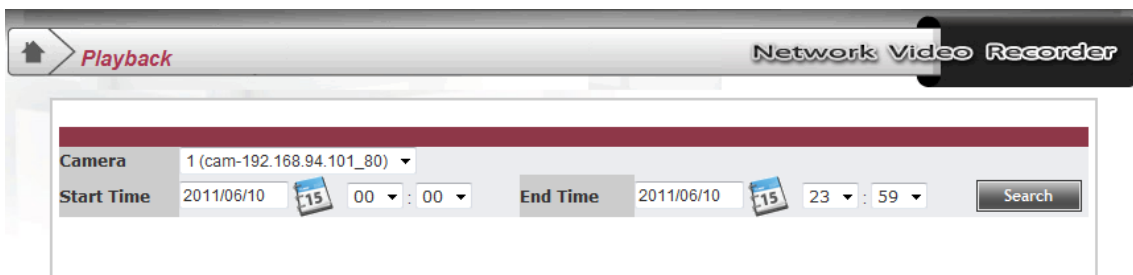 Playback Network Video Recorder
Camera 1 (cam-192.168.94.101_80)
Start Time 2011/06/10 15 00 : 00 End Time 2011/06/10 15 23 : 59 Search